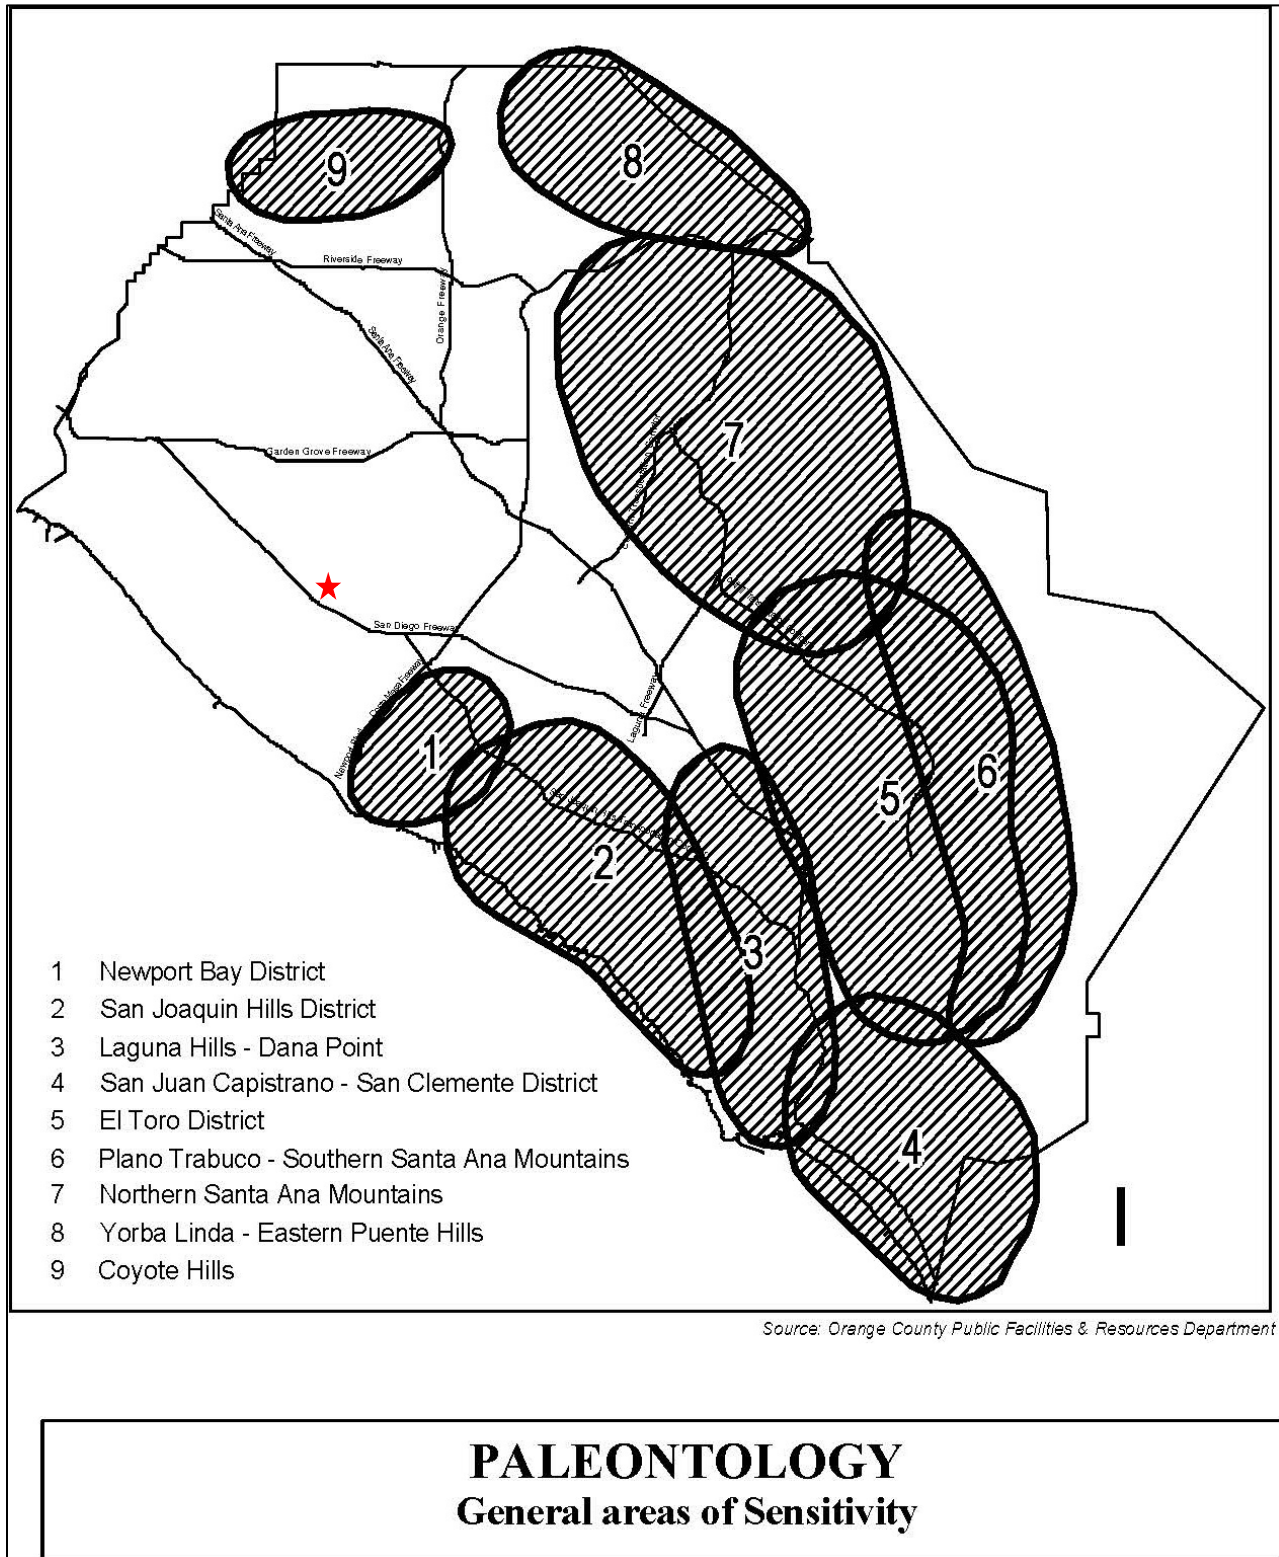 9
8
Santa Ana Freeway
Riverside Freeway
Orange Freeway
Santa Ana Freeway
7
Garden Grove Freeway
San Diego Freeway
Costa Mesa Freeway
Newport Blvd
Laguna Freeway
1
5
6
2
3
4
1 Newport Bay District
2 San Joaquin Hills District
3 Laguna Hills - Dana Point
4 San Juan Capistrano - San Clemente District
5 El Toro District
6 Plano Trabuco - Southern Santa Ana Mountains
7 Northern Santa Ana Mountains
8 Yorba Linda - Eastern Puente Hills
9 Coyote Hills
Source: Orange County Public Facilities & Resources Department
PALEONTOLOGY
General areas of Sensitivity